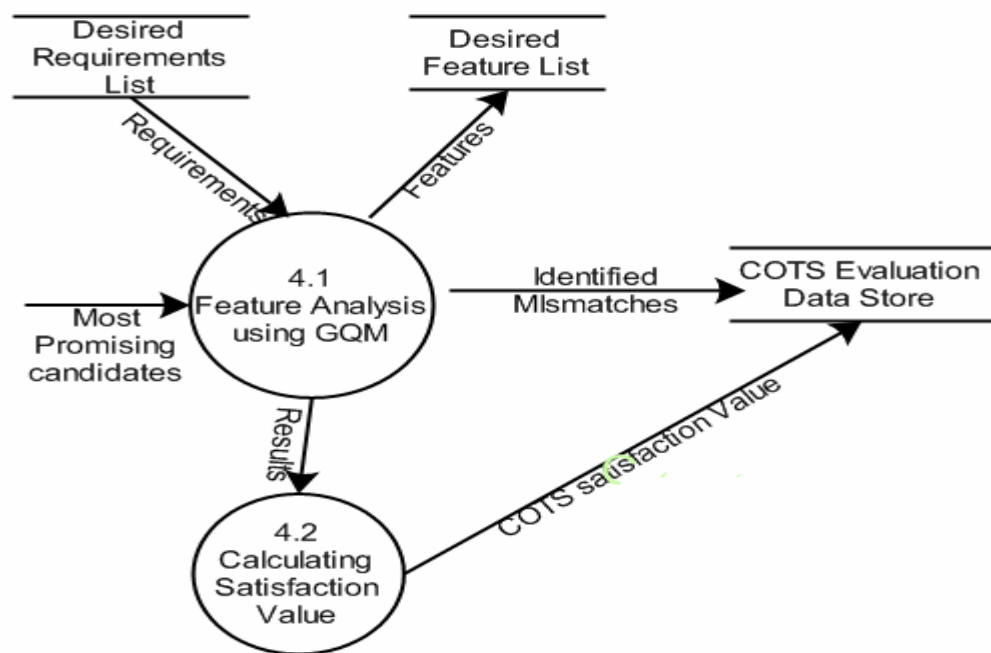 Desired
Requirements
List
Desired
Feature List
Requirements
Features
4.1
Feature Analysis
using GQM
Most
Promising
candidates
Identified
MIsmatches
COTS Evaluation
Data Store
Results
COTS satisfaction Value
4.2
Calculating
Satisfaction
Value